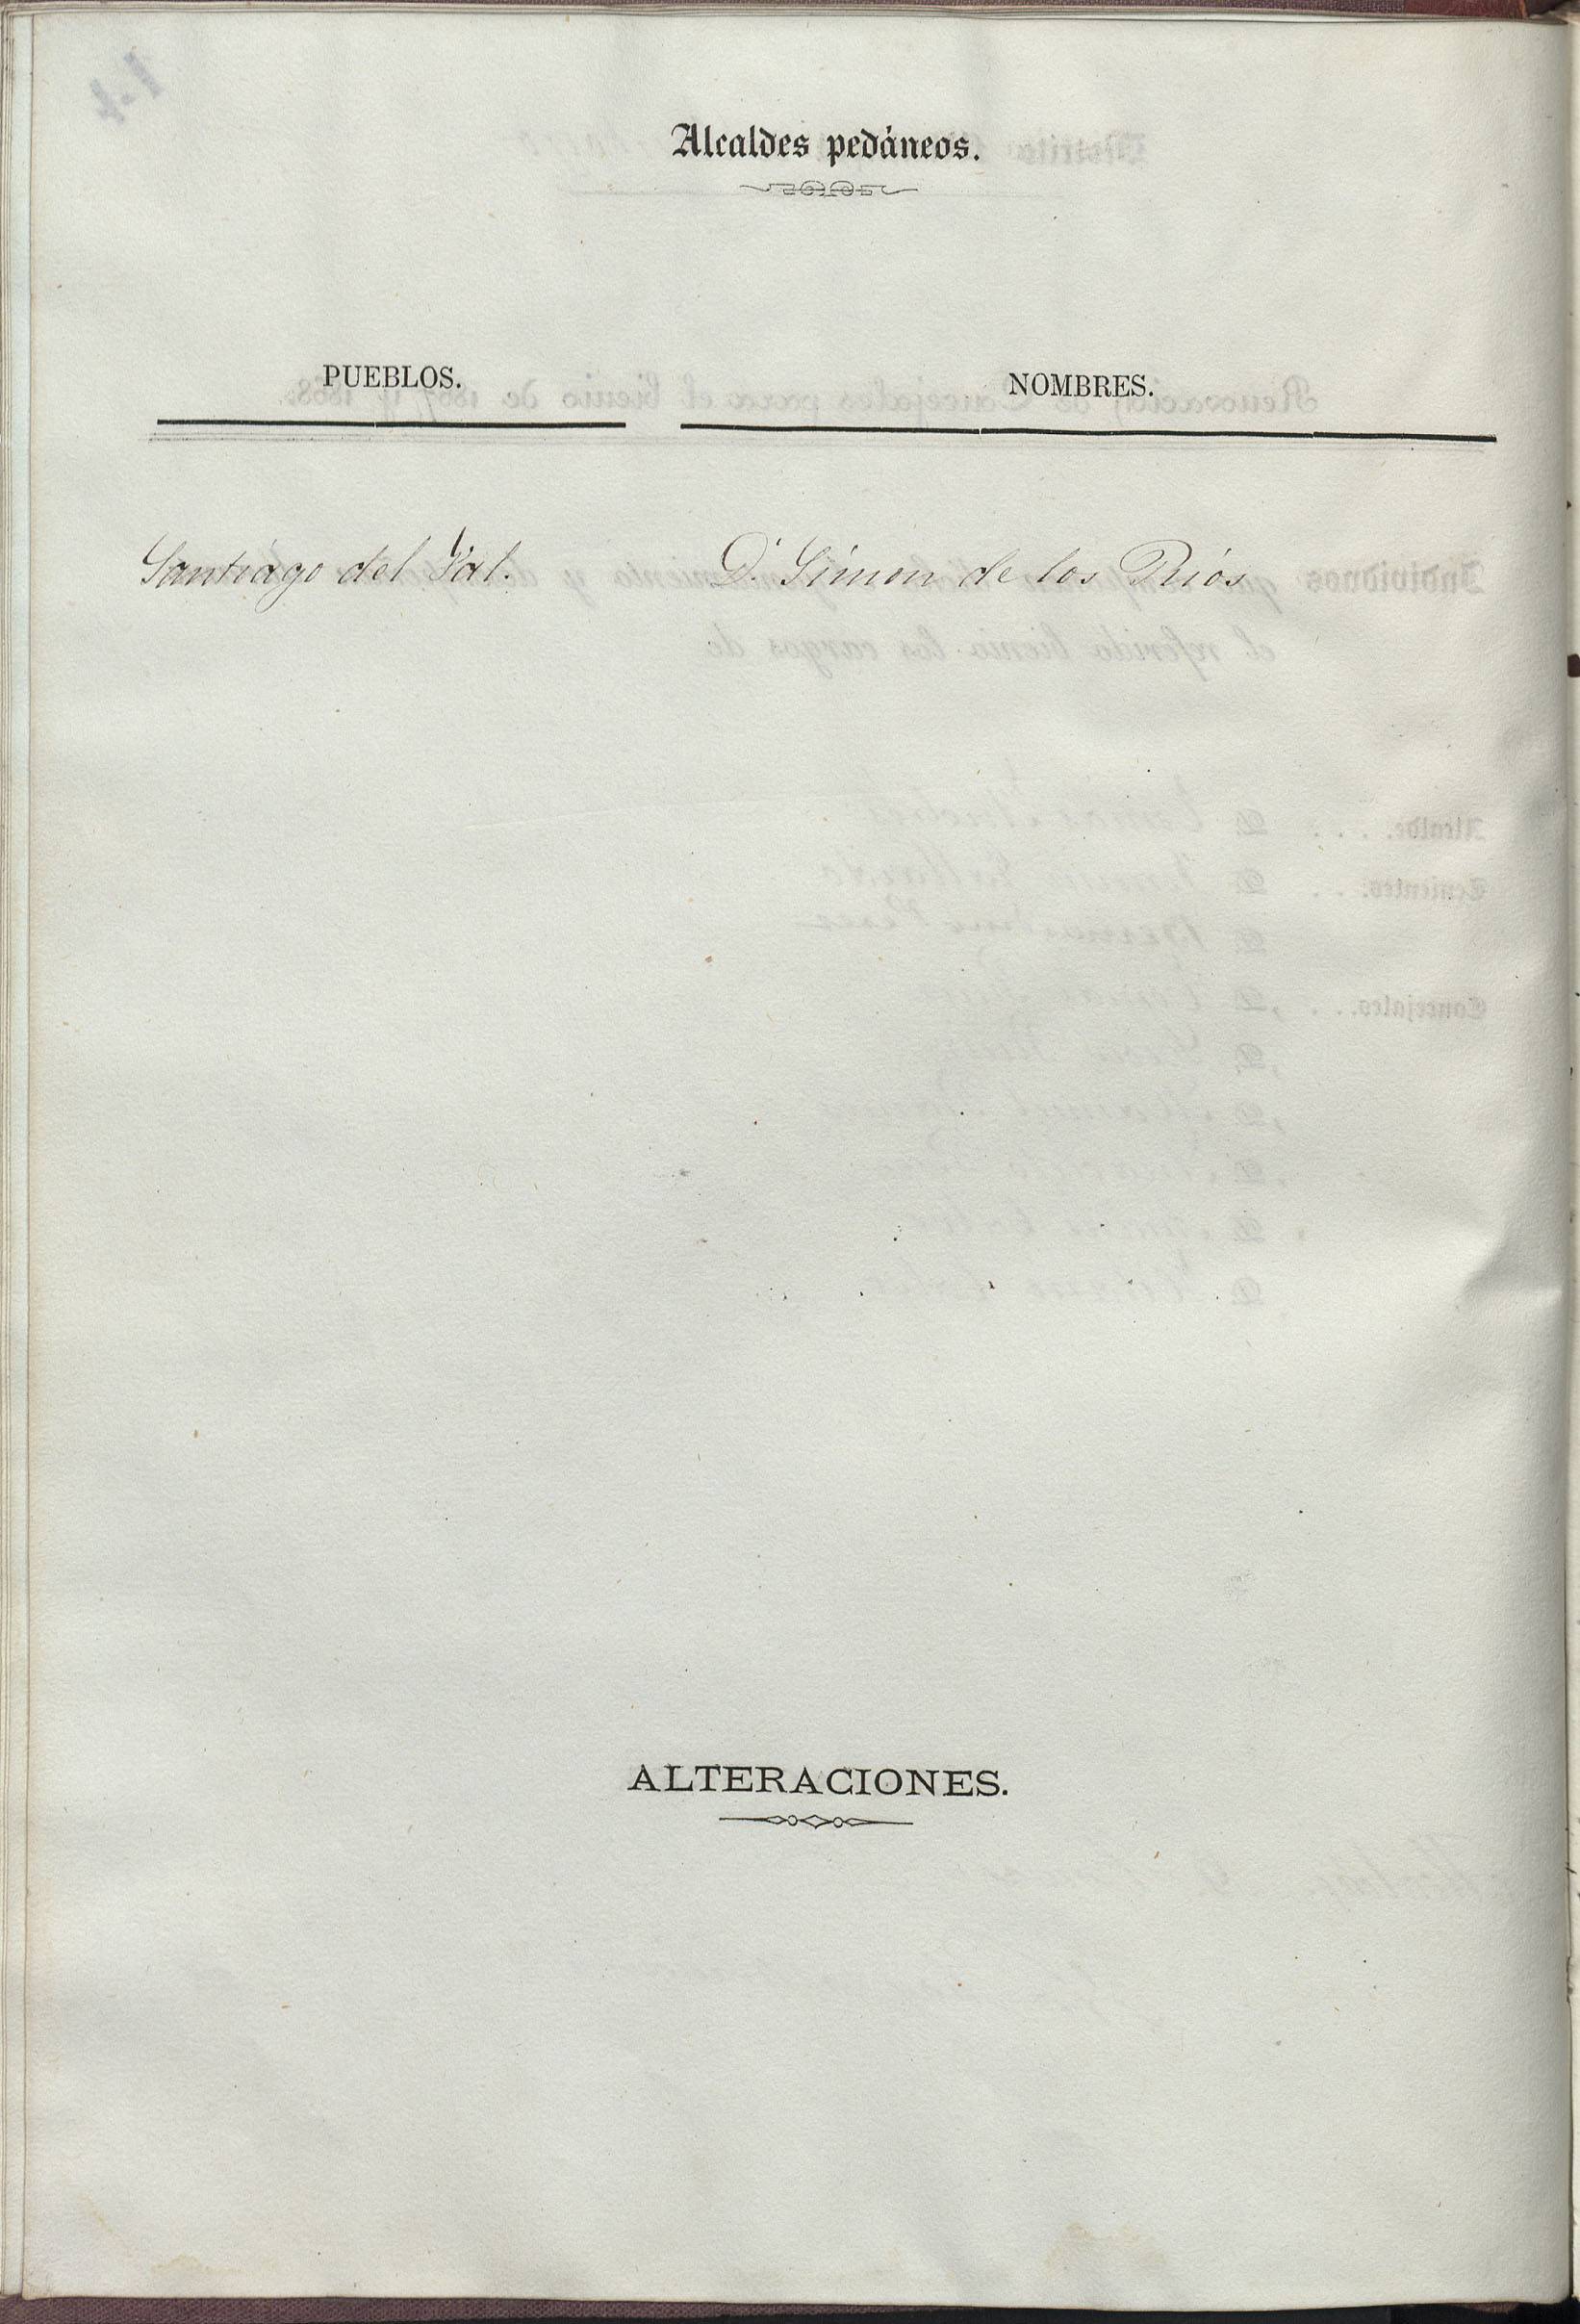 Alcaldes pedáneos.
PUEBLOS. NOMBRES.
Santiago del Val. D. Simon de los Rios
ALTERACIONES.